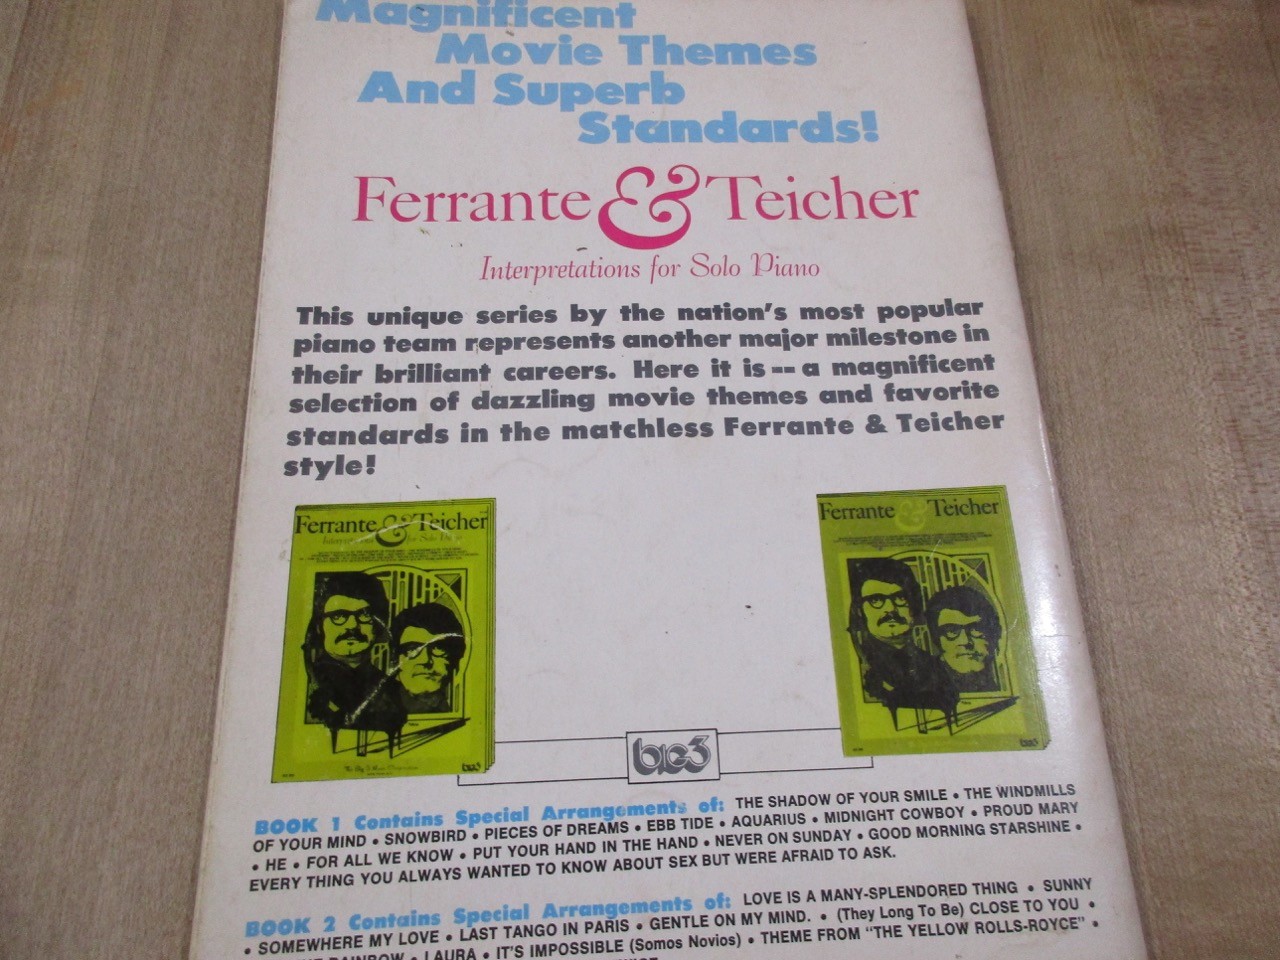 Magnificent
Movie Themes
And Superb
Standards!
Ferrante & Teicher
Interpretations for Solo Piano
This unique series by the nation's most popular
piano team represents another major milestone in
their brilliant careers. Here it is -- a magnificent
selection of dazzling movie themes and favorite
standards in the matchless Ferrante & Teicher
style!
Ferrante & Teicher
Interpretations for Solo Piano
Ferrante & Teicher
big3
big3
big3
BOOK 1 Contains Special Arrangements of: THE SHADOW OF YOUR SMILE • THE WINDMILLS
OF YOUR MIND • SNOWBIRD • PIECES OF DREAMS • EBB TIDE • AQUARIUS • MIDNIGHT COWBOY • PROUD MARY
• HE • FOR ALL WE KNOW • PUT YOUR HAND IN THE HAND • NEVER ON SUNDAY • GOOD MORNING STARSHINE •
EVERY THING YOU ALWAYS WANTED TO KNOW ABOUT SEX BUT WERE AFRAID TO ASK.
BOOK 2 Contains Special Arrangements of: LOVE IS A MANY-SPLENDORED THING • SUNNY
• SOMEWHERE MY LOVE • LAST TANGO IN PARIS • GENTLE ON MY MIND. • (They Long To Be) CLOSE TO YOU •
RAINBOW • LAURA • IT'S IMPOSSIBLE (Somos Novios) • THEME FROM "THE YELLOW ROLLS-ROYCE" •